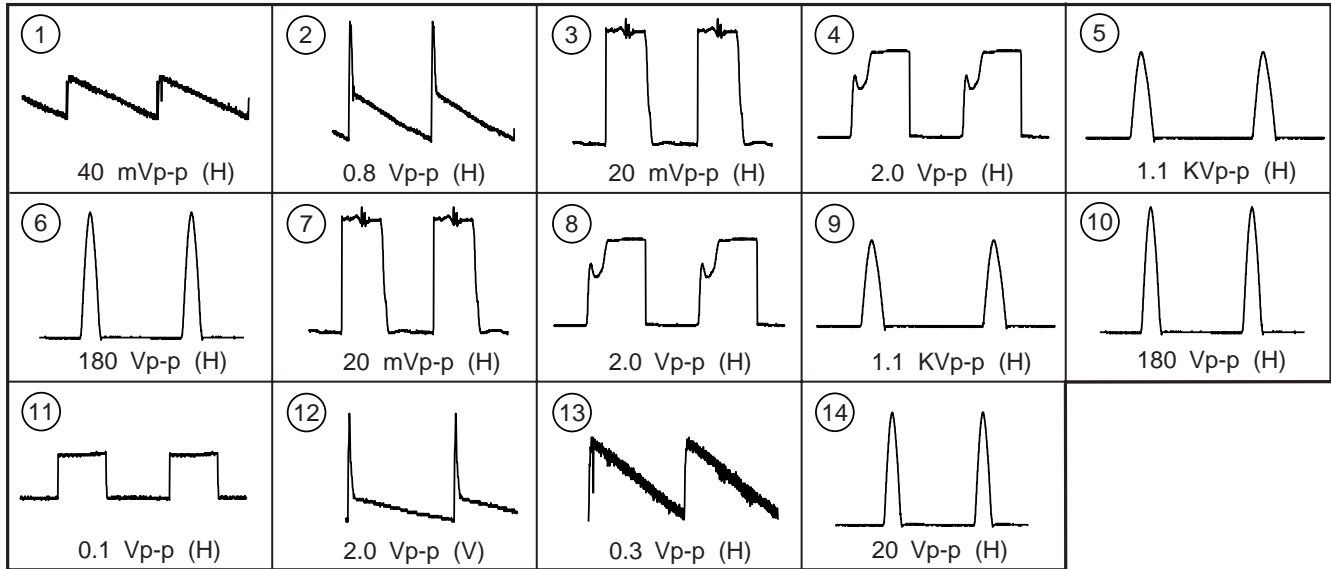 1 2 3 4 5
40 mVp-p (H) 0.8 Vp-p (H) 20 mVp-p (H) 2.0 Vp-p (H) 1.1 KVp-p (H)
6 7 8 9 10
180 Vp-p (H) 20 mVp-p (H) 2.0 Vp-p (H) 1.1 KVp-p (H) 180 Vp-p (H)
11 12 13 14
0.1 Vp-p (H) 2.0 Vp-p (V) 0.3 Vp-p (H) 20 Vp-p (H)